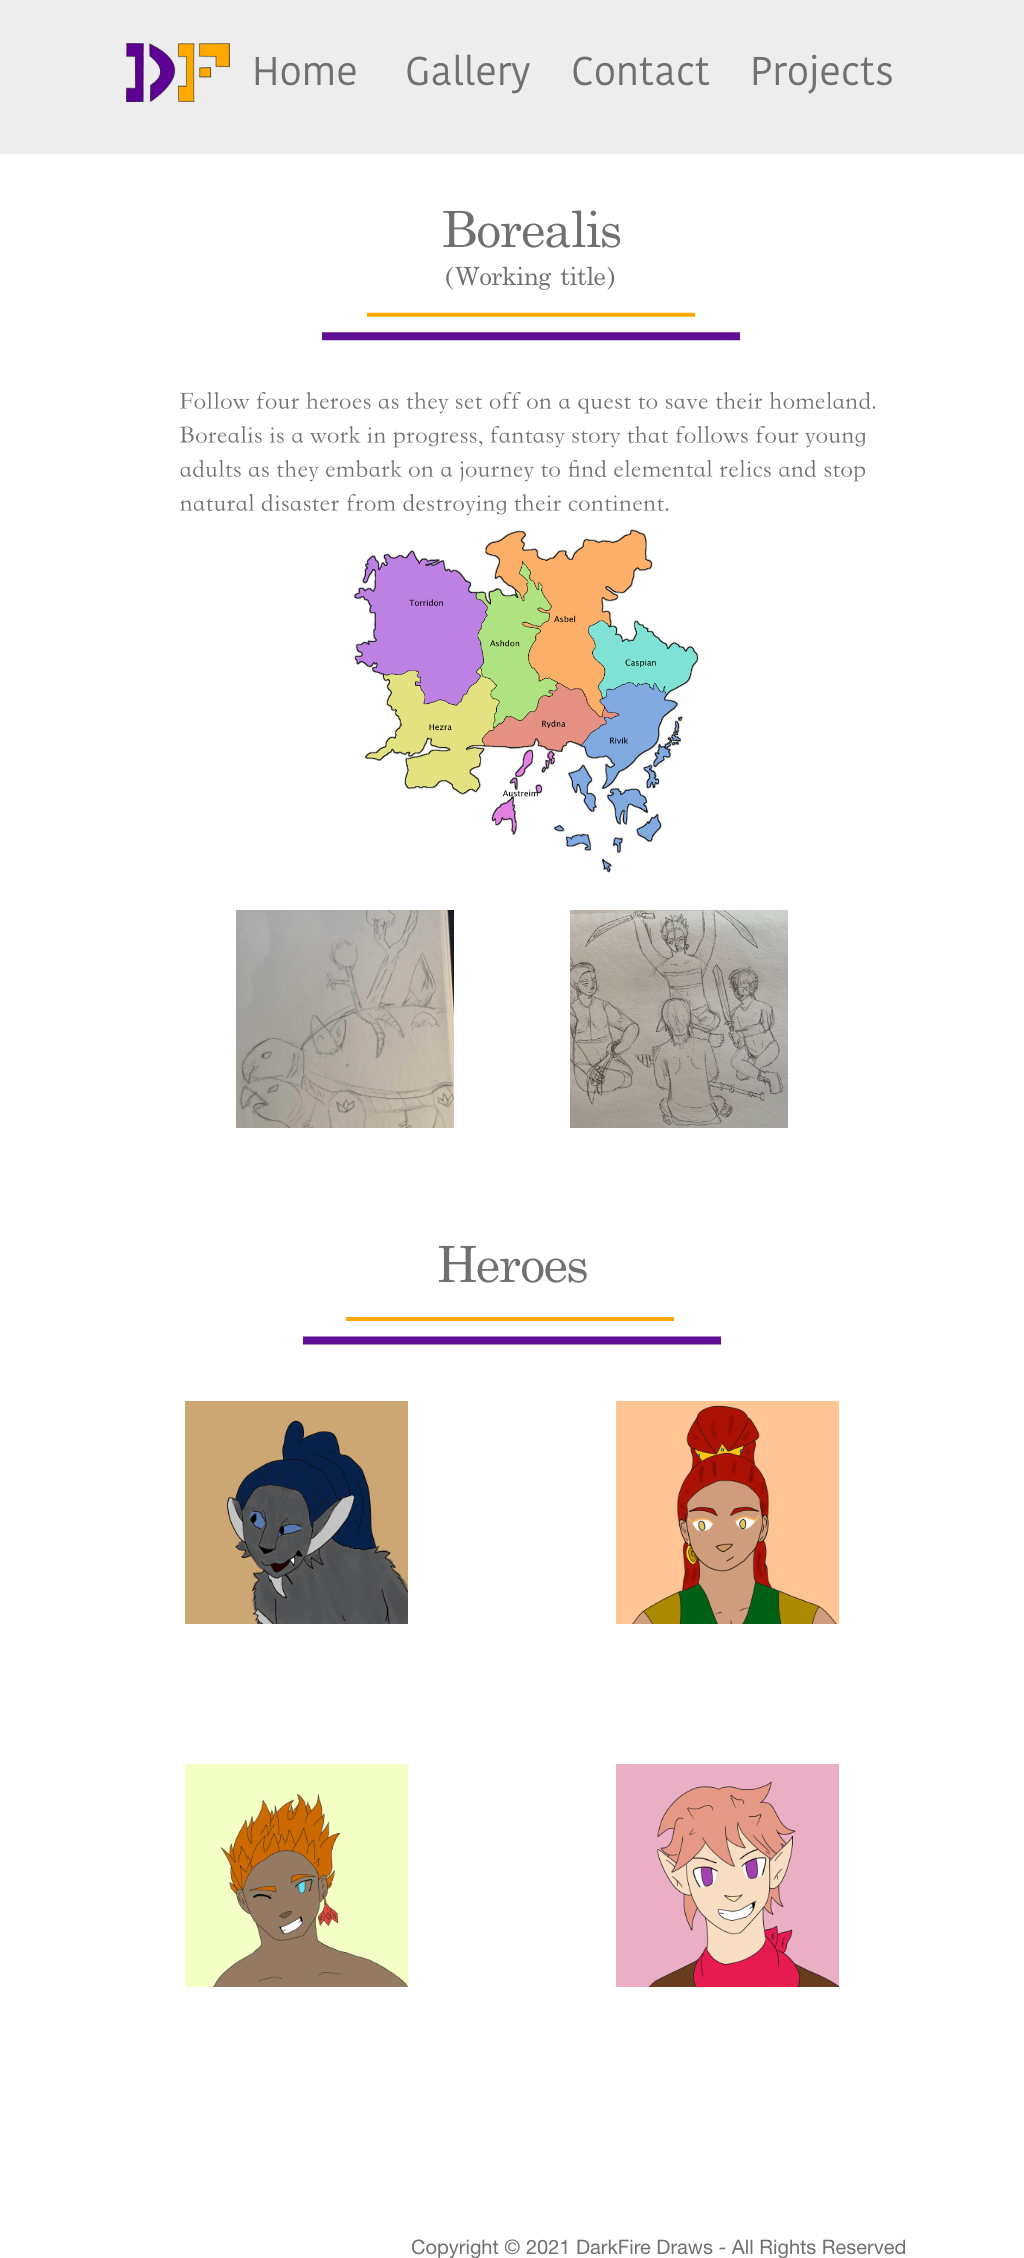 DF Home Gallery Contact Projects
Borealis
(Working title)
Follow four heroes as they set off on a quest to save their homeland.
Borealis is a work in progress, fantasy story that follows four young
adults as they embark on a journey to find elemental relics and stop
natural disaster from destroying their continent.
Torridon
Asbel
Ashdon
Caspian
Hezra
Rydna
Rivik
Austreim
Heroes
Copyright © 2021 DarkFire Draws - All Rights Reserved